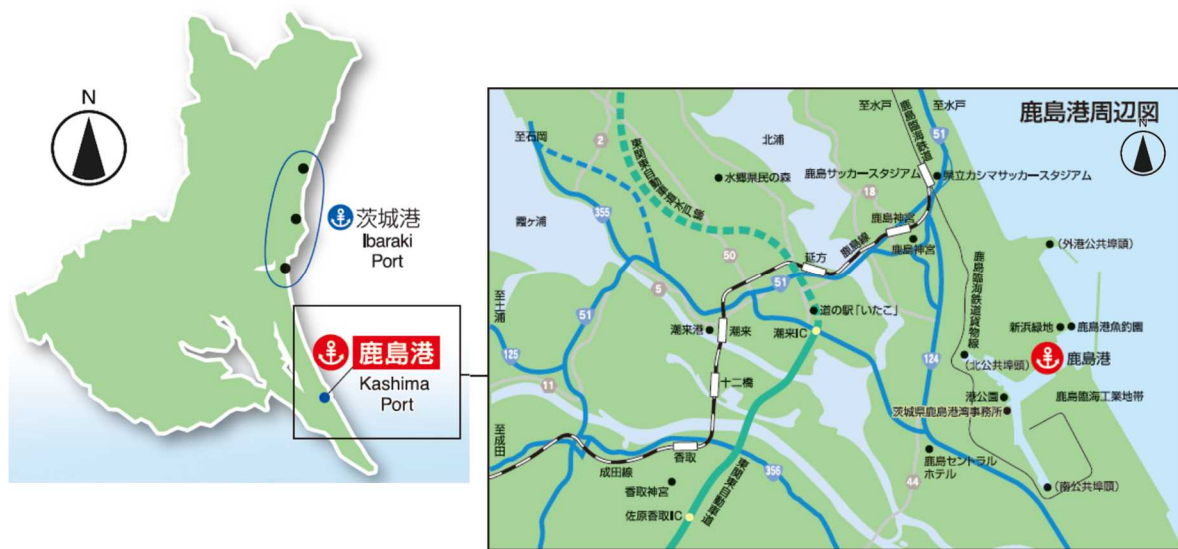 N
茨城港
Ibaraki
Port
鹿島港
Kashima
Port
鹿島港周辺図
N
至水戸
鹿島臨海鉄道
至水戸
51
至石岡
2
東関東自動車道水戸線
北浦
水郷県民の森
鹿島サッカースタジアム
県立カシマサッカースタジアム
18
355
霞ヶ浦
鹿島神宮
鹿島線
鹿島神宮
(外港公共埠頭)
50
延方
5
51
鹿島臨海鉄道貨物線
至土浦
51
道の駅「いたこ」
潮来港
潮来
潮来IC
新浜緑地
鹿島港魚釣園
125
124
(北公共埠頭)
鹿島港
11
十二橋
港公園
鹿島臨海工業地帯
茨城県鹿島港湾事務所
至成田
成田線
香取
356
東関東自動車道
鹿島セントラル
ホテル
香取神宮
44
(南公共埠頭)
佐原香取IC